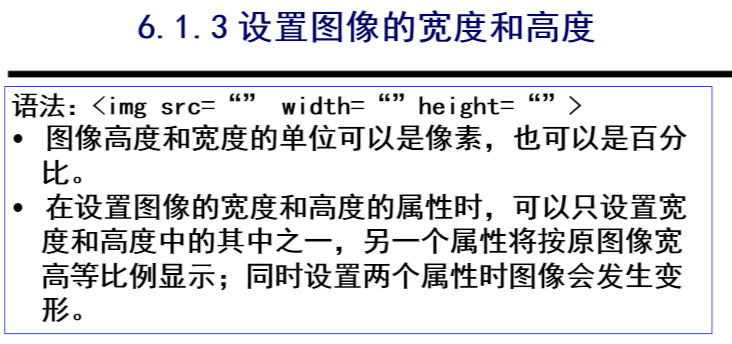 6.1.3 设置图像的宽度和高度
语法：<img src=“” width=“”height=“”>
• 图像高度和宽度的单位可以是像素，也可以是百分
比。
• 在设置图像的宽度和高度的属性时，可以只设置宽
度和高度中的其中之一，另一个属性将按原图像宽
高等比例显示；同时设置两个属性时图像会发生变
形。